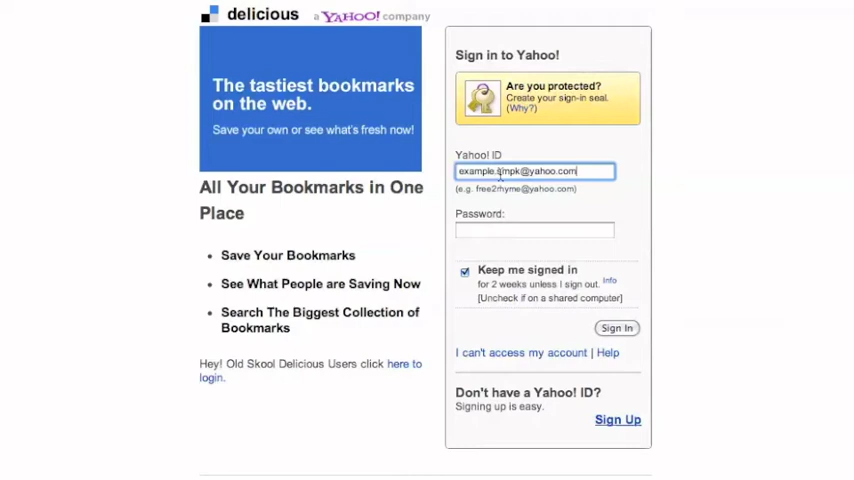 delicious a YAHOO! company
The tastiest bookmarks
on the web.
Save your own or see what's fresh now!
All Your Bookmarks in One
Place
Save Your Bookmarks
See What People are Saving Now
Search The Biggest Collection of
Bookmarks
Hey! Old Skool Delicious Users click here to
login.
Sign in to Yahoo!
Are you protected?
Create your sign-in seal.
(Why?)
Yahoo! ID
(e.g. free2rhyme@yahoo.com)
Password:
Keep me signed in
for 2 weeks unless I sign out. Info
[Uncheck if on a shared computer]
Sign In
I can't access my account | Help
Don't have a Yahoo! ID?
Signing up is easy.
Sign Up